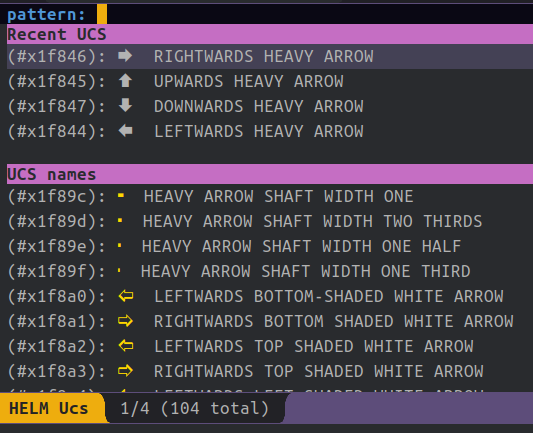 pattern:
Recent UCS
(#x1f846): 🡆 RIGHTWARDS HEAVY ARROW
(#x1f845): 🡅 UPWARDS HEAVY ARROW
(#x1f847): 🡇 DOWNWARDS HEAVY ARROW
(#x1f844): 🡄 LEFTWARDS HEAVY ARROW
UCS names
(#x1f89c): 🢜 HEAVY ARROW SHAFT WIDTH ONE
(#x1f89d): 🢝 HEAVY ARROW SHAFT WIDTH TWO THIRDS
(#x1f89e): 🢞 HEAVY ARROW SHAFT WIDTH ONE HALF
(#x1f89f): 🢟 HEAVY ARROW SHAFT WIDTH ONE THIRD
(#x1f8a0): 🢠 LEFTWARDS BOTTOM-SHADED WHITE ARROW
(#x1f8a1): 🢡 RIGHTWARDS BOTTOM SHADED WHITE ARROW
(#x1f8a2): 🢢 LEFTWARDS TOP SHADED WHITE ARROW
(#x1f8a3): 🢣 RIGHTWARDS TOP SHADED WHITE ARROW
HELM Ucs 1/4 (104 total)